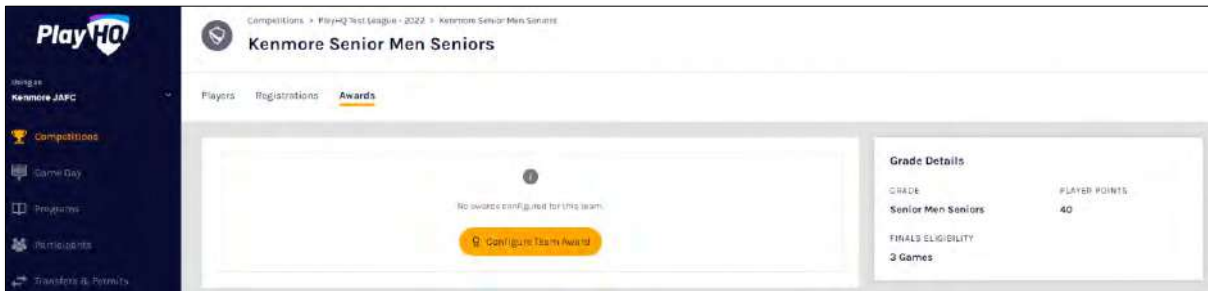 PlayHQ
Using as
Kenmore JAFC
Competitions
Game Day
Programs
Participants
Transfers & Permits
Competitions > PlayHQ Test League - 2022 > Kenmore Senior Men Seniors
Kenmore Senior Men Seniors
Players Registrations Awards
No awards configured for this team.
Configure Team Award
Grade Details
GRADE PLAYER POINTS
Senior Men Seniors 40
FINALS ELIGIBILITY
3 Games